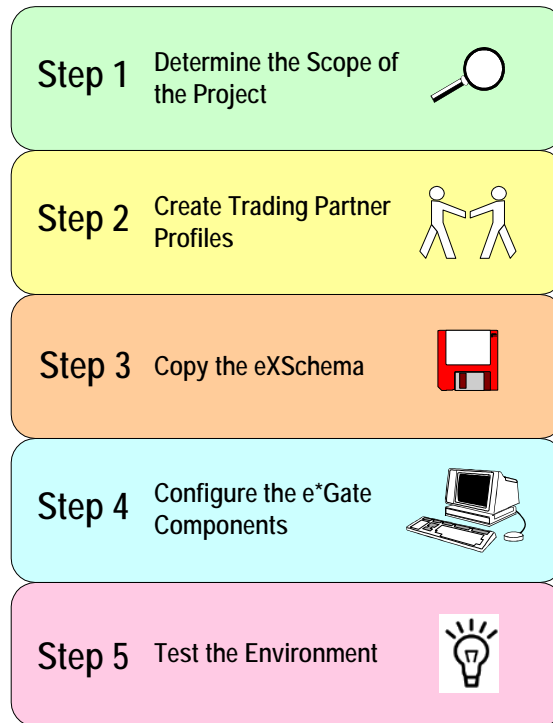 Step 1
Determine the Scope of
the Project
Step 2
Create Trading Partner
Profiles
Step 3
Copy the eXSchema
Step 4
Configure the e*Gate
Components
Step 5
Test the Environment